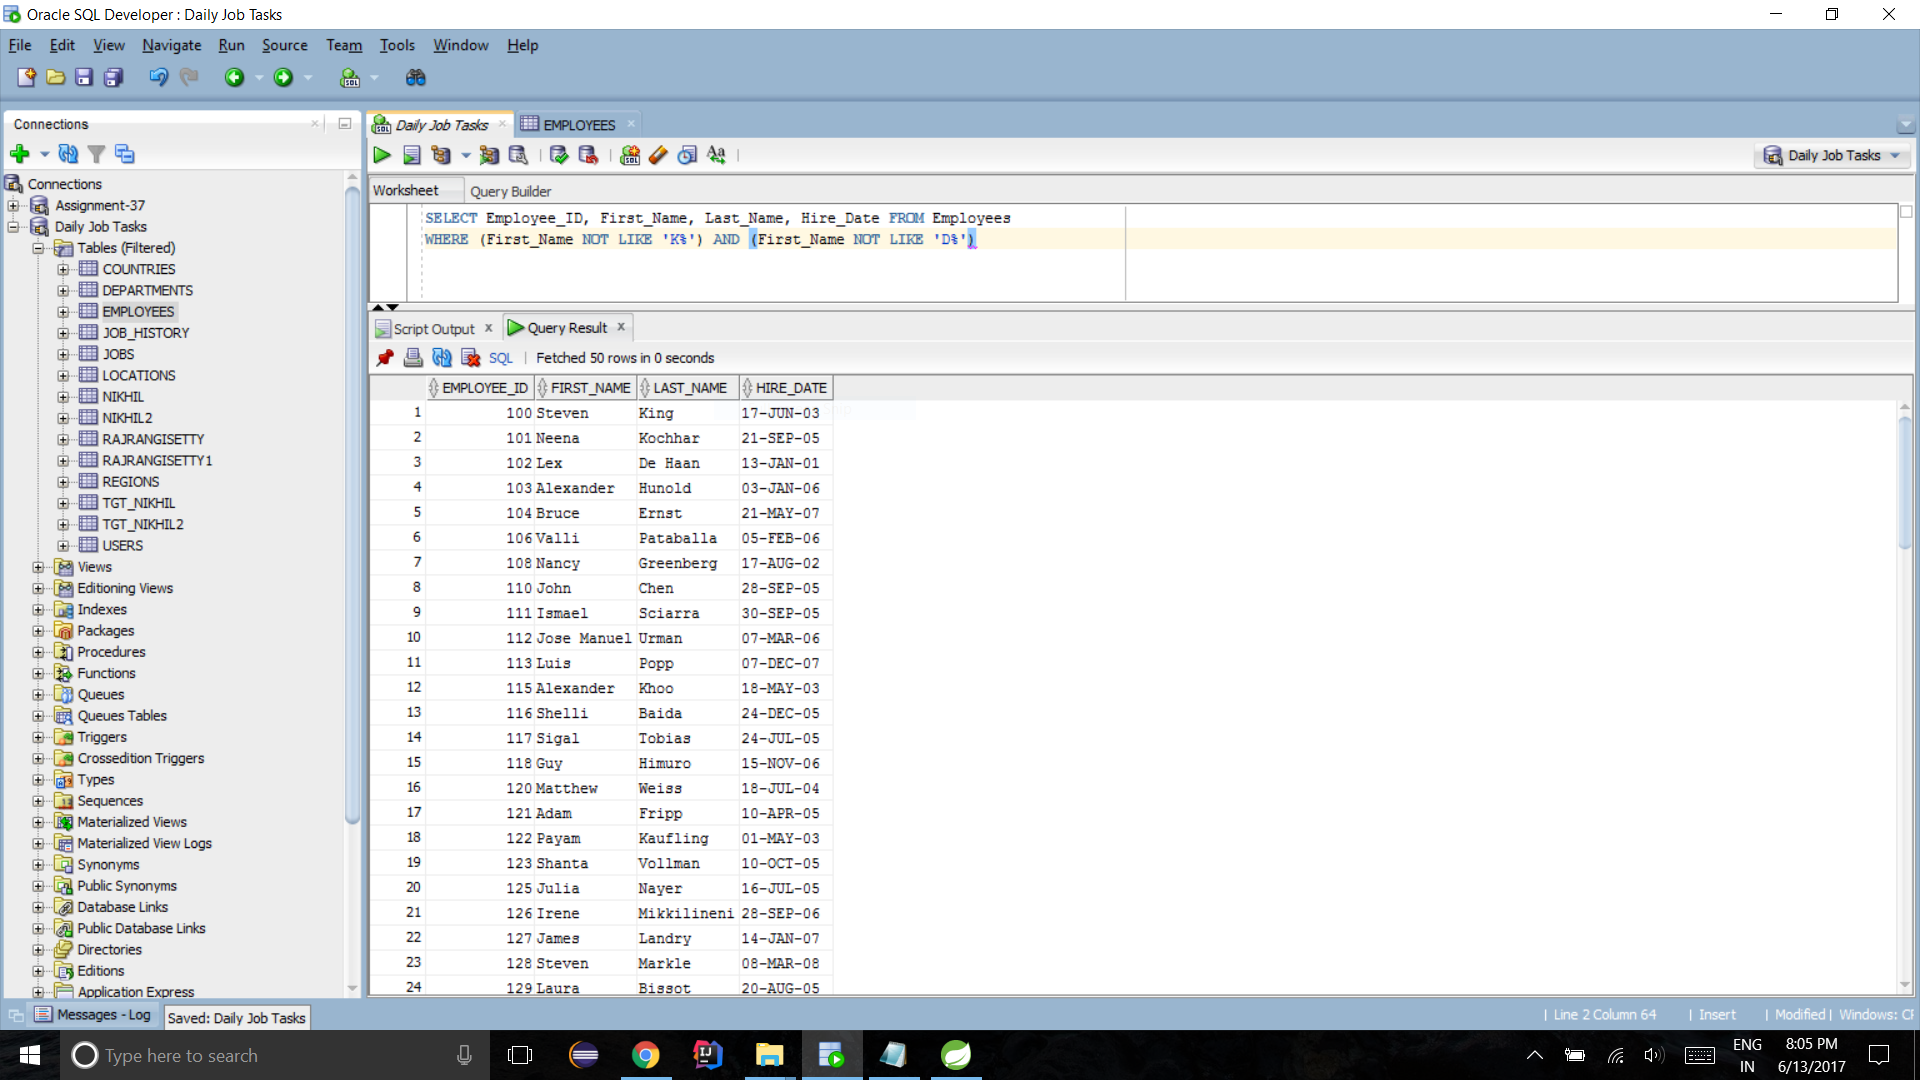 Oracle SQL Developer : Daily Job Tasks
File Edit View Navigate Run Source Team Tools Window Help
Connections
Daily Job Tasks
EMPLOYEES
Daily Job Tasks
Worksheet Query Builder
SELECT Employee_ID, First_Name, Last_Name, Hire_Date FROM Employees
WHERE (First_Name NOT LIKE 'K%') AND (First_Name NOT LIKE 'D%')
Connections
Assignment-37
Daily Job Tasks
Tables (Filtered)
COUNTRIES
DEPARTMENTS
EMPLOYEES
JOB_HISTORY
JOBS
LOCATIONS
NIKHIL
NIKHIL2
RAJRANGISETTY
RAJRANGISETTY1
REGIONS
TGT_NIKHIL
TGT_NIKHIL2
USERS
Views
Editioning Views
Indexes
Packages
Procedures
Functions
Queues
Queues Tables
Triggers
Crossedition Triggers
Types
Sequences
Materialized Views
Materialized View Logs
Synonyms
Public Synonyms
Database Links
Public Database Links
Directories
Editions
Application Express
Script Output Query Result
SQL Fetched 50 rows in 0 seconds
EMPLOYEE_ID FIRST_NAME LAST_NAME HIRE_DATE
1 100 Steven King 17-JUN-03
2 101 Neena Kochhar 21-SEP-05
3 102 Lex De Haan 13-JAN-01
4 103 Alexander Hunold 03-JAN-06
5 104 Bruce Ernst 21-MAY-07
6 106 Valli Pataballa 05-FEB-06
7 108 Nancy Greenberg 17-AUG-02
8 110 John Chen 28-SEP-05
9 111 Ismael Sciarra 30-SEP-05
10 112 Jose Manuel Urman 07-MAR-06
11 113 Luis Popp 07-DEC-07
12 115 Alexander Khoo 18-MAY-03
13 116 Shelli Baida 24-DEC-05
14 117 Sigal Tobias 24-JUL-05
15 118 Guy Himuro 15-NOV-06
16 120 Matthew Weiss 18-JUL-04
17 121 Adam Fripp 10-APR-05
18 122 Payam Kaufling 01-MAY-03
19 123 Shanta Vollman 10-OCT-05
20 125 Julia Nayer 16-JUL-05
21 126 Irene Mikkilineni 28-SEP-06
22 127 James Landry 14-JAN-07
23 128 Steven Markle 08-MAR-08
24 129 Laura Bissot 20-AUG-05
Messages - Log Saved: Daily Job Tasks
Line 2 Column 64 Insert Modified Windows: CF
Type here to search
ENG
IN
8:05 PM
6/13/2017